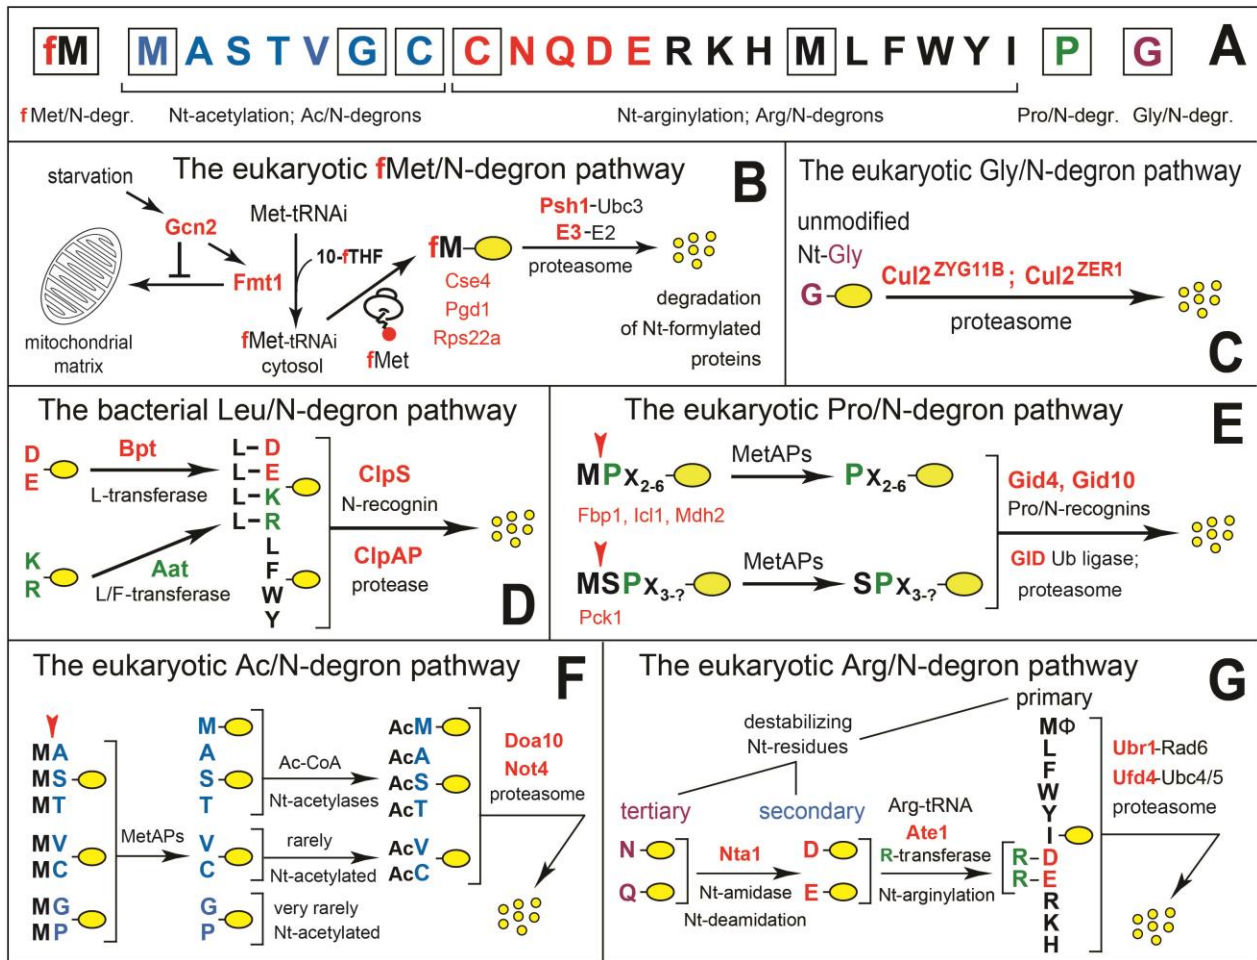 fM M A S T V G C C N Q D E R K H M L F W Y I P G A
fMet/N-degr. Nt-acetylation; Ac/N-degrons Nt-arginylation; Arg/N-degrons Pro/N-degr. Gly/N-degr.
The eukaryotic fMet/N-degron pathway
B
starvation
Gcn2
Met-tRNAi
10-fTHF
Fmt1
mitochondrial
matrix
fMet-tRNAi
cytosol
fMet
fM
Cse4
Pgd1
Rps22a
Psh1-Ubc3
E3-E2
proteasome
degradation
of Nt-formylated
proteins
The eukaryotic Gly/N-degron pathway
unmodified
Nt-Gly
G
Cul2ZYG11B; Cul2ZER1
proteasome
C
The bacterial Leu/N-degron pathway
D
E
Bpt
L-transferase
K
R
Aat
L/F-transferase
L-D
L-E
L-K
L-R
L
F
W
Y
ClpS
N-recognin
ClpAP
protease
D
The eukaryotic Pro/N-degron pathway
E
MPX2-6
MetAPs
PX2-6
Fbp1, Icl1, Mdh2
MSPX3-?
MetAPs
SPX3-?
Pck1
Gid4, Gid10
Pro/N-recognins
GID Ub ligase;
proteasome
The eukaryotic Ac/N-degron pathway
F
MA
MS
MT
MV
MC
MG
MP
MetAPs
M
A
S
T
V
C
G
P
Ac-CoA
Nt-acetylases
rarely
Nt-acetylated
very rarely
Nt-acetylated
AcM
AcA
AcS
AcT
AcV
AcC
Doa10
Not4
proteasome
The eukaryotic Arg/N-degron pathway
G
primary
destabilizing
Nt-residues
tertiary
secondary
N
Q
Nta1
Nt-amidase
Nt-deamidation
D
E
Arg-tRNA
Ate1
R-transferase
Nt-arginylation
MΦ
L
F
W
Y
I
R-D
R-E
R
K
H
Ubr1-Rad6
Ufd4-Ubc4/5
proteasome